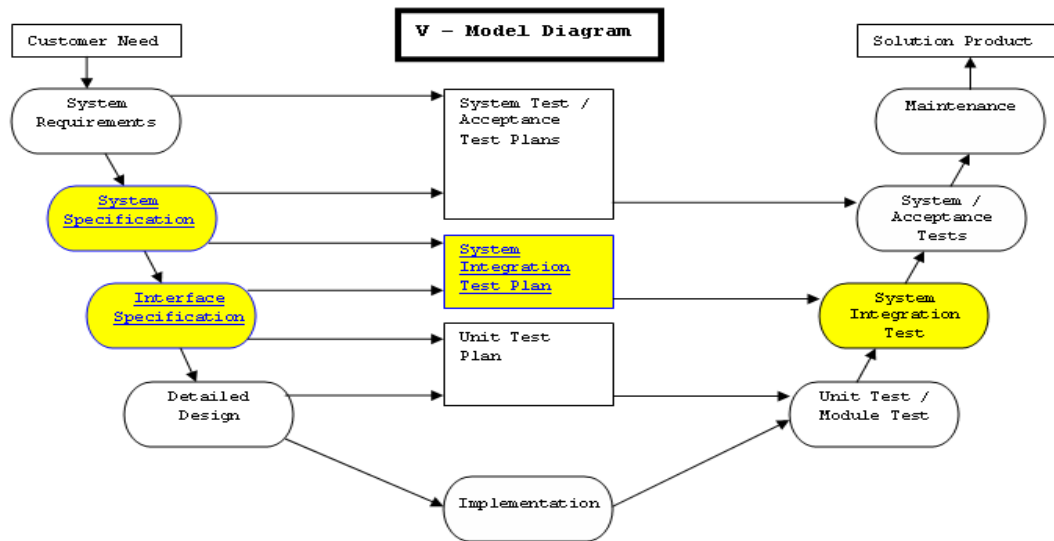 V - Model Diagram
Customer Need
Solution Product
System
Requirements
System Test /
Acceptance
Test Plans
Maintenance
System
Specification
System /
Acceptance
Tests
System
Integration
Test Plan
Interface
Specification
System
Integration
Test
Unit Test
Plan
Detailed
Design
Unit Test /
Module Test
Implementation